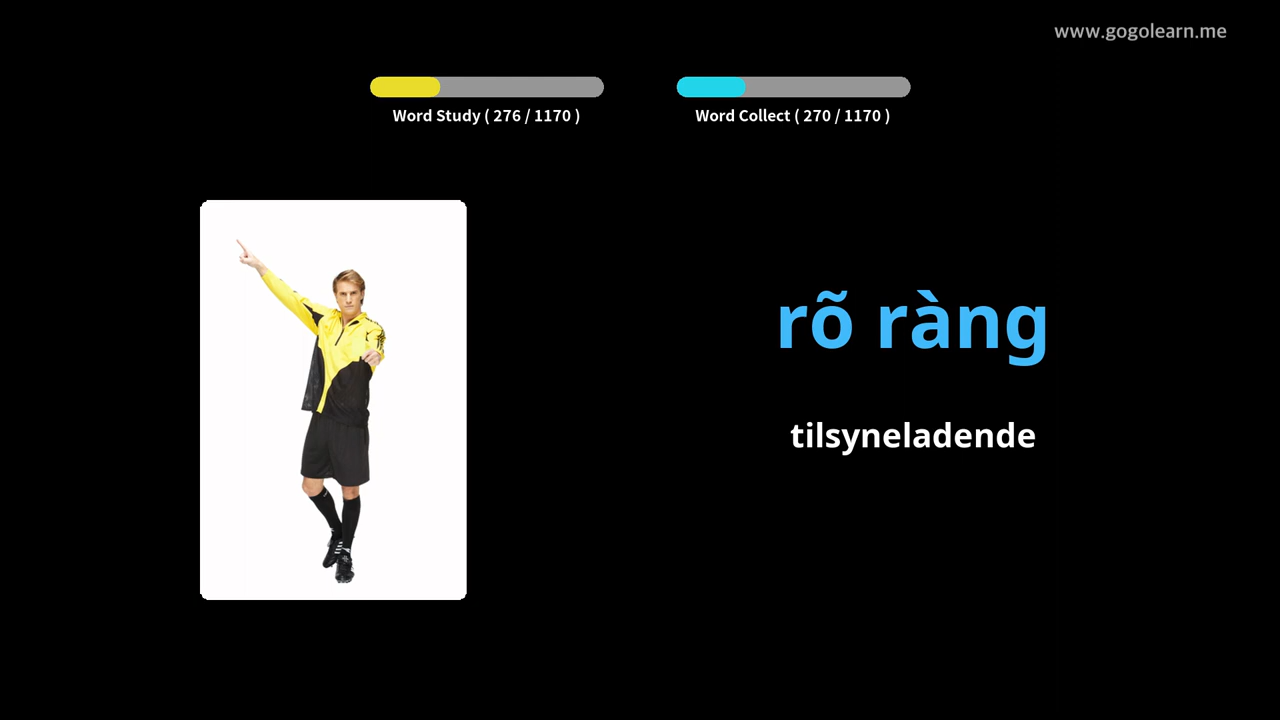 www.gogolearn.me
Word Study ( 276 / 1170 )
Word Collect ( 270 / 1170 )
rõ ràng
tilsyneladende